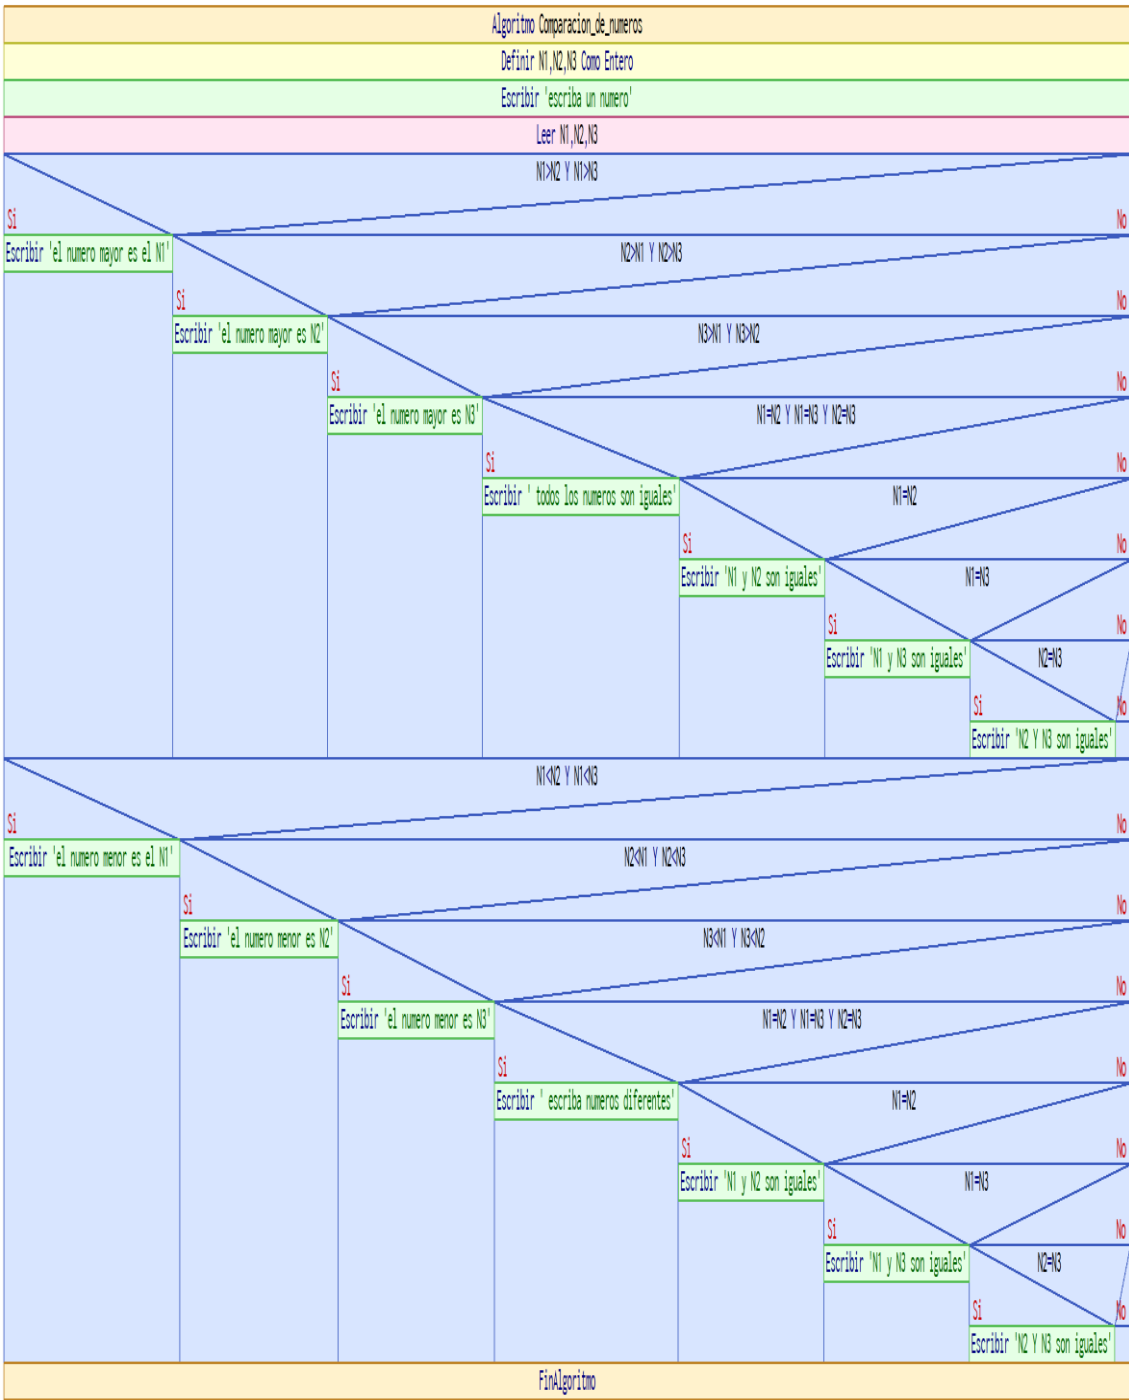 Algoritmo Comparacion_de_numeros
Definir N1,N2,N3 Como Entero
Escribir 'escriba un numero'
Leer N1,N2,N3
N1>N2 Y N1>N3
Si No
Escribir 'el numero mayor es el N1'
N2>N1 Y N2>N3
Si No
Escribir 'el numero mayor es N2'
N3>N1 Y N3>N2
Si No
Escribir 'el numero mayor es N3'
N1=N2 Y N1=N3 Y N2=N3
Si No
Escribir ' todos los numeros son iguales'
N1=N2
Si No
Escribir 'N1 y N2 son iguales'
N1=N3
Si No
Escribir 'N1 y N3 son iguales'
N2=N3
Si No
Escribir 'N2 Y N3 son iguales'
N1<N2 Y N1<N3
Si No
Escribir 'el numero menor es el N1'
N2<N1 Y N2<N3
Si No
Escribir 'el numero menor es N2'
N3<N1 Y N3<N2
Si No
Escribir 'el numero menor es N3'
N1=N2 Y N1=N3 Y N2=N3
Si No
Escribir ' escriba numeros diferentes'
N1=N2
Si No
Escribir 'N1 y N2 son iguales'
N1=N3
Si No
Escribir 'N1 y N3 son iguales'
N2=N3
Si No
Escribir 'N2 Y N3 son iguales'
FinAlgoritmo